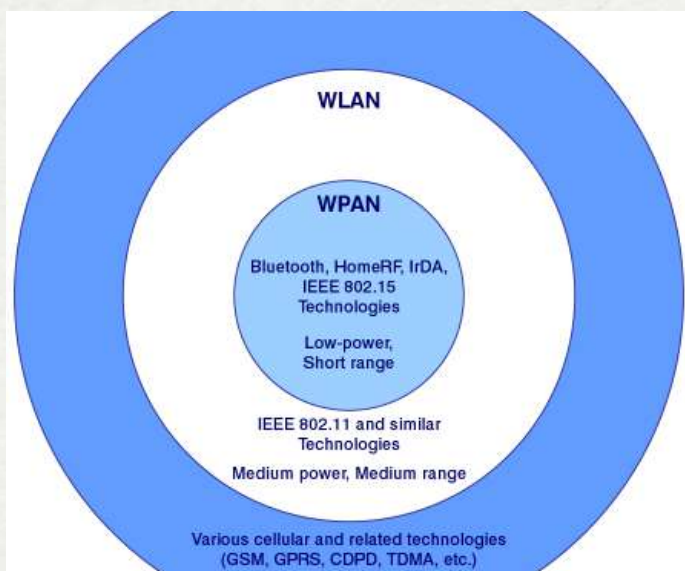 WLAN
WPAN
Bluetooth, HomeRF, IrDA,
IEEE 802.15
Technologies
Low-power,
Short range
IEEE 802.11 and similar
Technologies
Medium power, Medium range
Various cellular and related technologies
(GSM, GPRS, CDPD, TDMA, etc.)